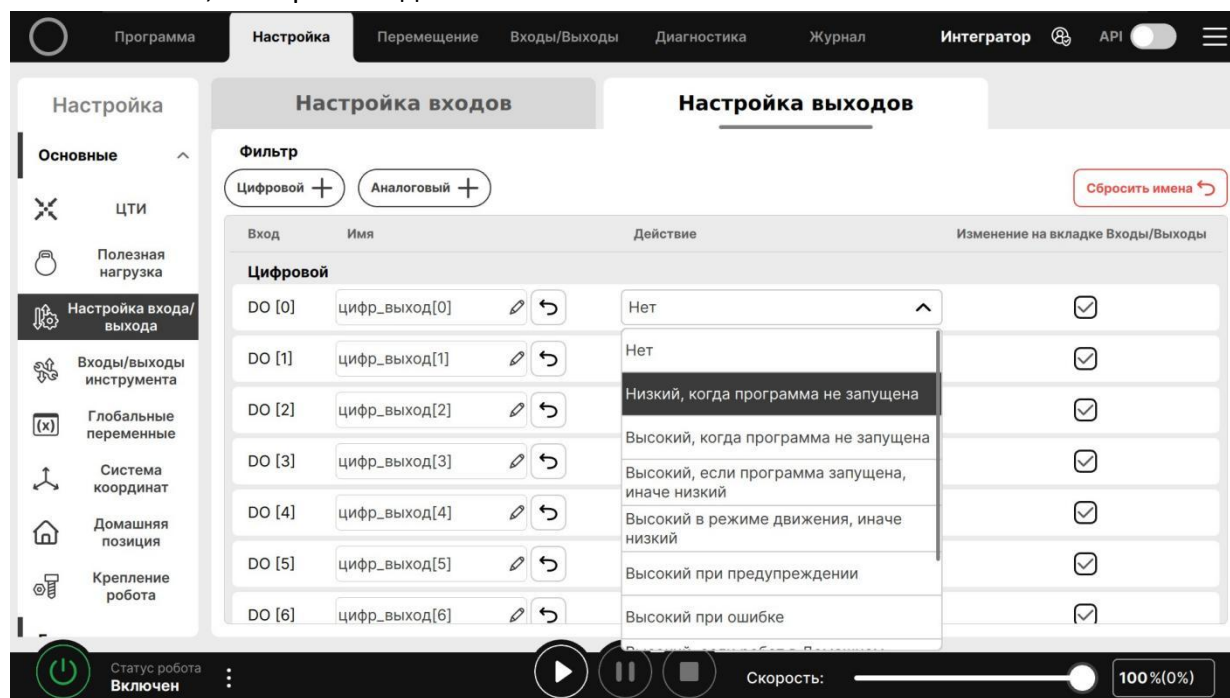 Программа
Настройка
Перемещение
Входы/Выходы
Диагностика
Журнал
Интегратор
API
Настройка
Основные
ЦТИ
Полезная
нагрузка
Настройка входа/
выхода
Входы/выходы
инструмента
(x)
Глобальные
переменные
Система
координат
Домашняя
позиция
Крепление
робота
Настройка входов
Настройка выходов
Фильтр
Цифровой
Аналоговый
Сбросить имена
Вход
Имя
Действие
Изменение на вкладке Входы/Выходы
Цифровой
DO [0]
цифр_выход[0]
Нет
DO [1]
цифр_выход[1]
DO [2]
цифр_выход[2]
DO [3]
цифр_выход[3]
DO [4]
цифр_выход[4]
DO [5]
цифр_выход[5]
DO [6]
цифр_выход[6]
Нет
Низкий, когда программа не запущена
Высокий, когда программа не запущена
Высокий, если программа запущена,
иначе низкий
Высокий в режиме движения, иначе
низкий
Высокий при предупреждении
Высокий при ошибке
Статус робота
Включен
Скорость:
100%(0%)